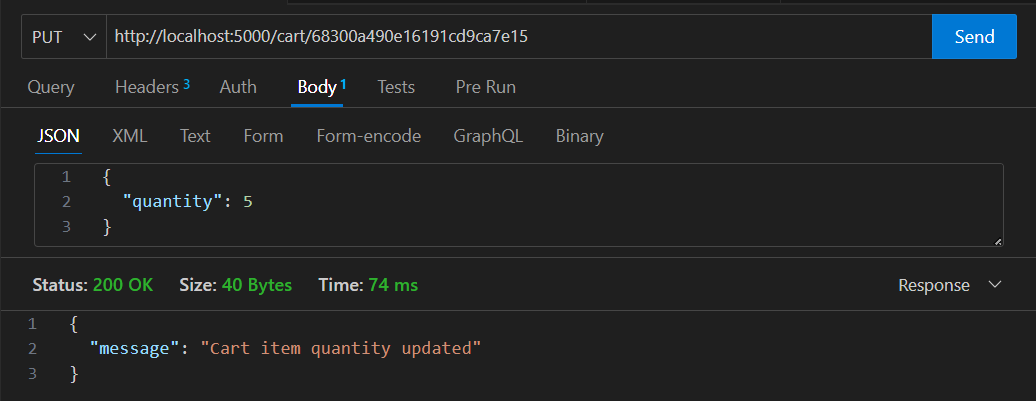 PUT http://localhost:5000/cart/68300a490e16191cd9ca7e15 Send
Query Headers 3 Auth Body 1 Tests Pre Run
JSON XML Text Form Form-encode GraphQL Binary
1 {
2 "quantity": 5
3 }
Status: 200 OK Size: 40 Bytes Time: 74 ms Response
1 {
2 "message": "Cart item quantity updated"
3 }